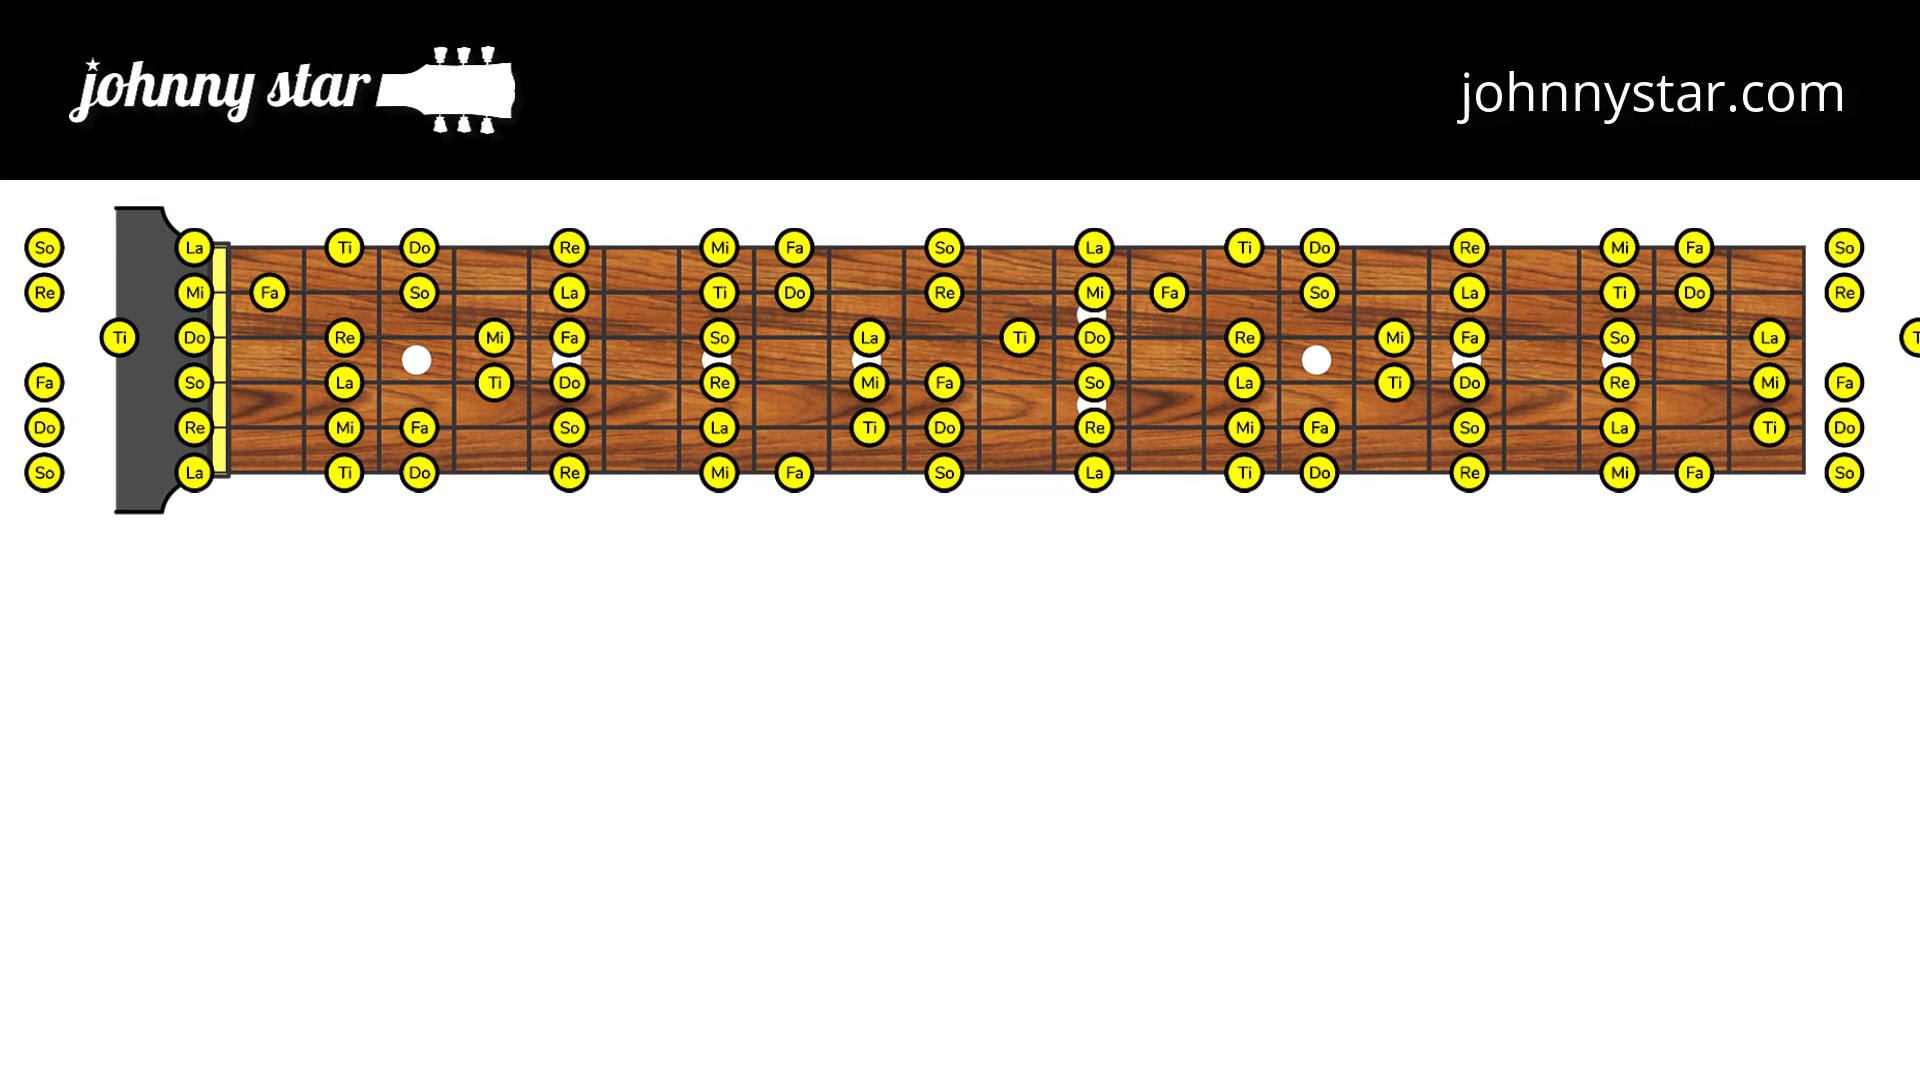 johnny star
johnnystar.com
So La Ti Do Re Mi Fa So La Ti Do Re Mi Fa So
Re Mi Fa So La Ti Do Re Mi Fa So La Ti Do Re
Ti Do Re Mi Fa So La Ti Do Re Mi Fa So La
Fa So La Ti Do Re Mi Fa So La Ti Do Re Mi Fa
Do Re Mi Fa So La Ti Do Re Mi Fa So La Ti Do
So La Ti Do Re Mi Fa So La Ti Do Re Mi Fa So